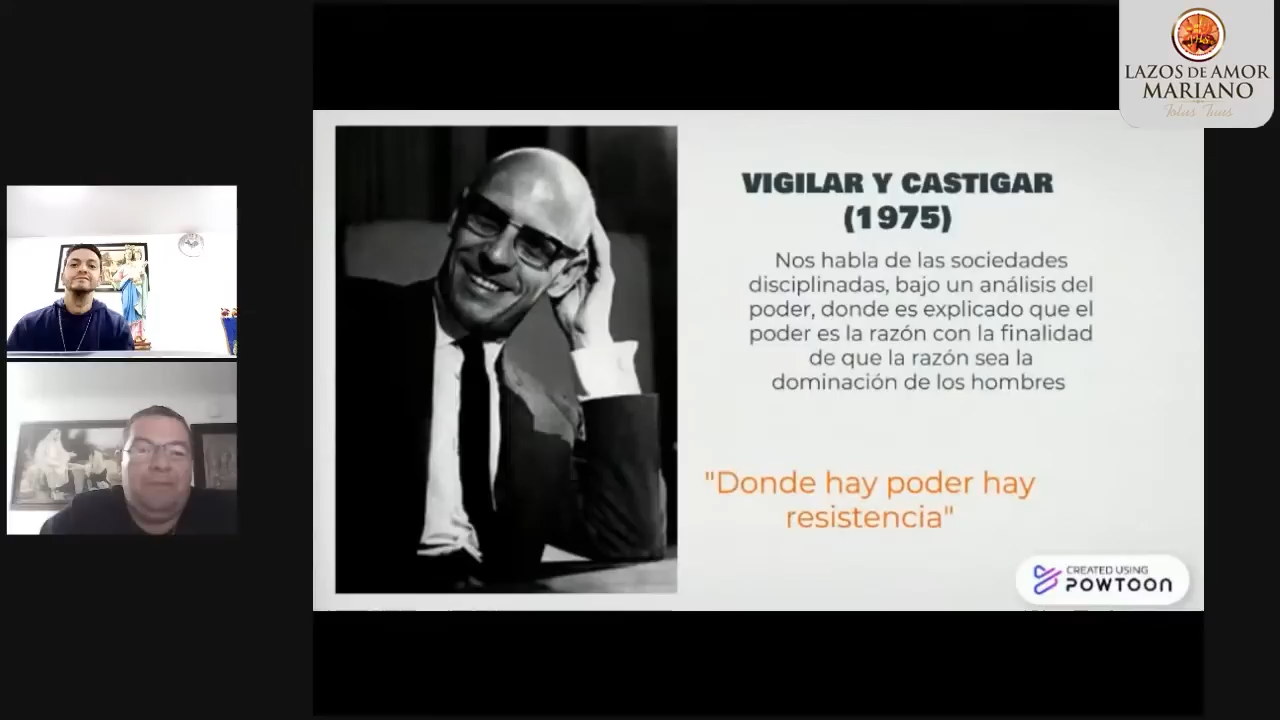 LAZOS DE AMOR
MARIANO
Totus Tuus
VIGILAR Y CASTIGAR
(1975)
Nos habla de las sociedades
disciplinadas, bajo un análisis del
poder, donde es explicado que el
poder es la razón con la finalidad
de que la razón sea la
dominación de los hombres
"Donde hay poder hay
resistencia"
CREATED USING
POWTOON